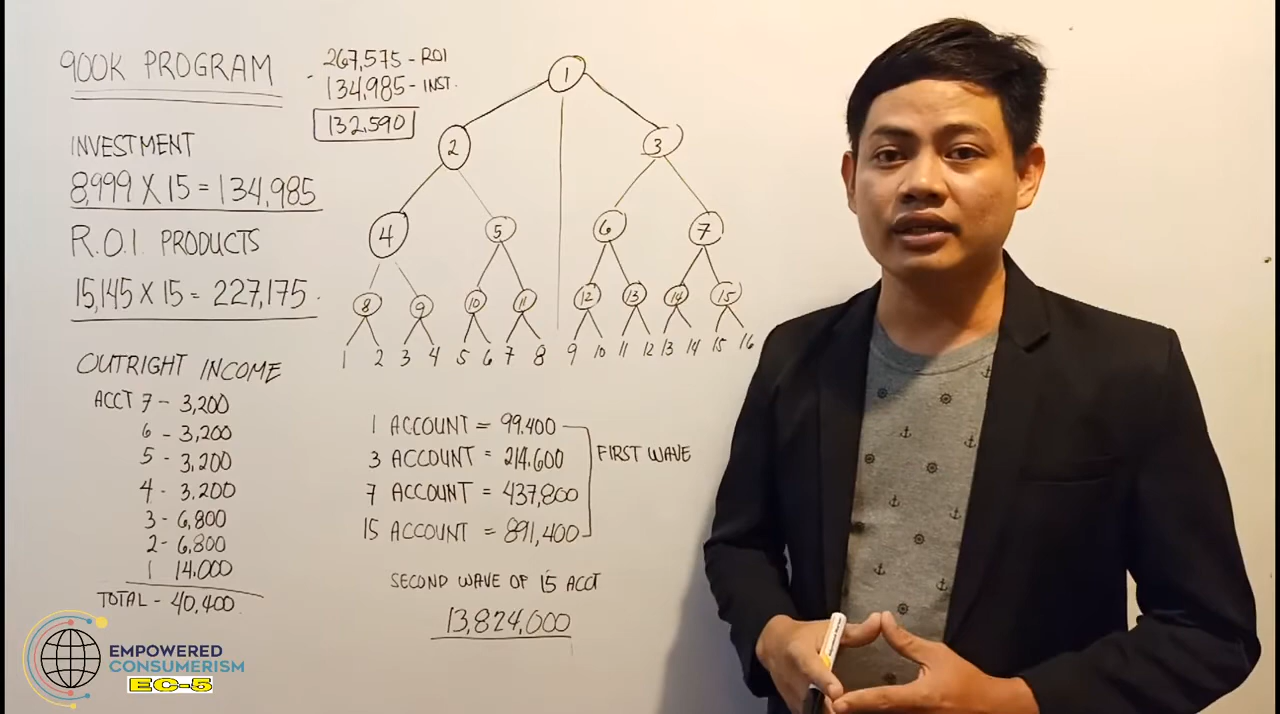 900K PROGRAM
267,575 - ROI
- 134,985 - INST.
132,590
INVESTMENT
8,999 X 15 = 134,985
R.O.I. PRODUCTS
15,145 X 15 = 227,175
1
2 3
4 5 6 7
8 9 10 11 12 13 14 15
1 2 3 4 5 6 7 8 9 10 11 12 13 14 15 16
OUTRIGHT INCOME
ACCT 7 - 3,200
6 - 3,200
5 - 3,200
4 - 3,200
3 - 6,800
2 - 6,800
1 14,000
TOTAL - 40,400
1 ACCOUNT = 99.400
3 ACCOUNT = 214.600
7 ACCOUNT = 437,800
15 ACCOUNT = 891,400
FIRST WAVE
SECOND WAVE OF 15 ACCT
13,824,000
EMPOWERED
CONSUMERISM
EC-5